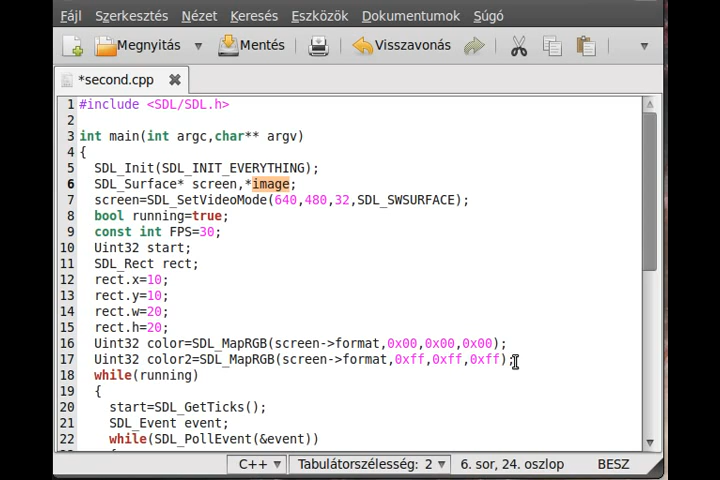 Fájl Szerkesztés Nézet Keresés Eszközök Dokumentumok Súgó
Megnyitás Mentés Visszavonás
*second.cpp
1 #include <SDL/SDL.h>
2
3 int main(int argc,char** argv)
4 {
5 SDL_Init(SDL_INIT_EVERYTHING);
6 SDL_Surface* screen,*image;
7 screen=SDL_SetVideoMode(640,480,32,SDL_SWSURFACE);
8 bool running=true;
9 const int FPS=30;
10 Uint32 start;
11 SDL_Rect rect;
12 rect.x=10;
13 rect.y=10;
14 rect.w=20;
15 rect.h=20;
16 Uint32 color=SDL_MapRGB(screen->format,0x00,0x00,0x00);
17 Uint32 color2=SDL_MapRGB(screen->format,0xff,0xff,0xff);
18 while(running)
19 {
20 start=SDL_GetTicks();
21 SDL_Event event;
22 while(SDL_PollEvent(&event))
C++ Tabulátorszélesség: 2 6. sor, 24. oszlop BESZ